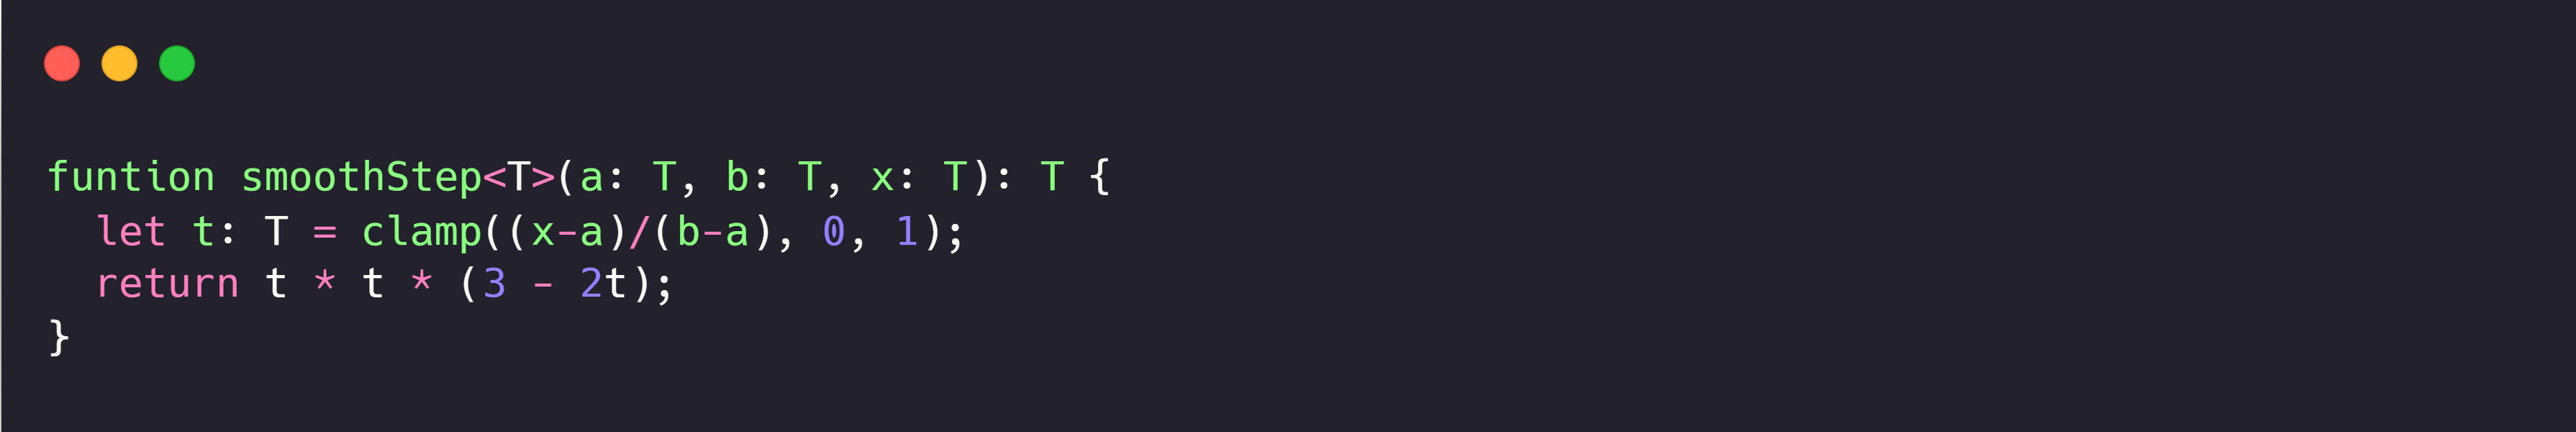 funtion smoothStep<T>(a: T, b: T, x: T): T {
  let t: T = clamp((x-a)/(b-a), 0, 1);
  return t * t * (3 - 2t);
}